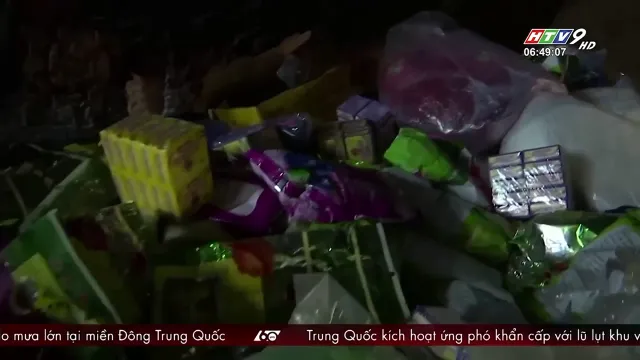 HTV9 HD
06:49:07
o mưa lớn tại miền Đông Trung Quốc 60 Trung Quốc kích hoạt ứng phó khẩn cấp với lũ lụt khu v